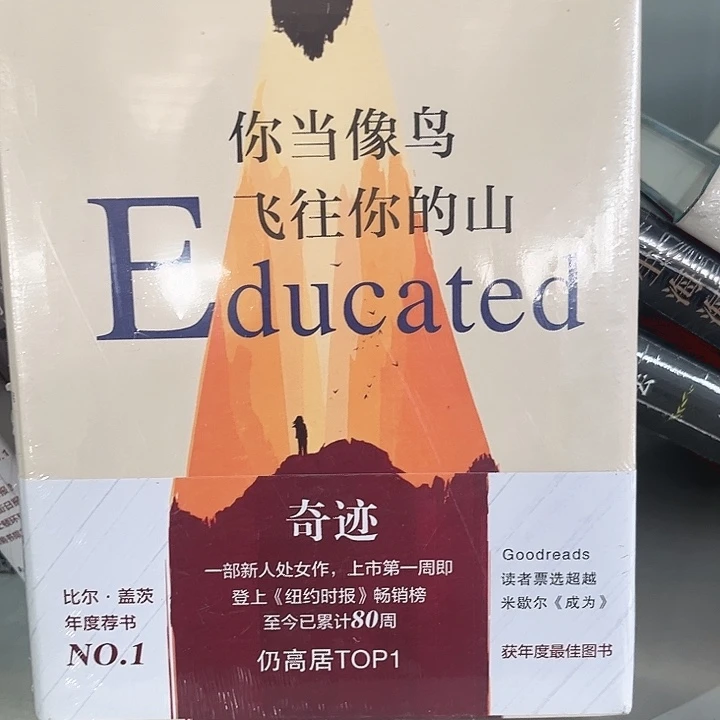 你当像鸟
飞往你的山
Educated
奇迹
一部新人处女作，上市第一周即
登上《纽约时报》畅销榜
至今已累计80周
仍高居TOP1
比尔·盖茨
年度荐书
NO.1
Goodreads
读者票选超越
米歇尔《成为》
获年度最佳图书